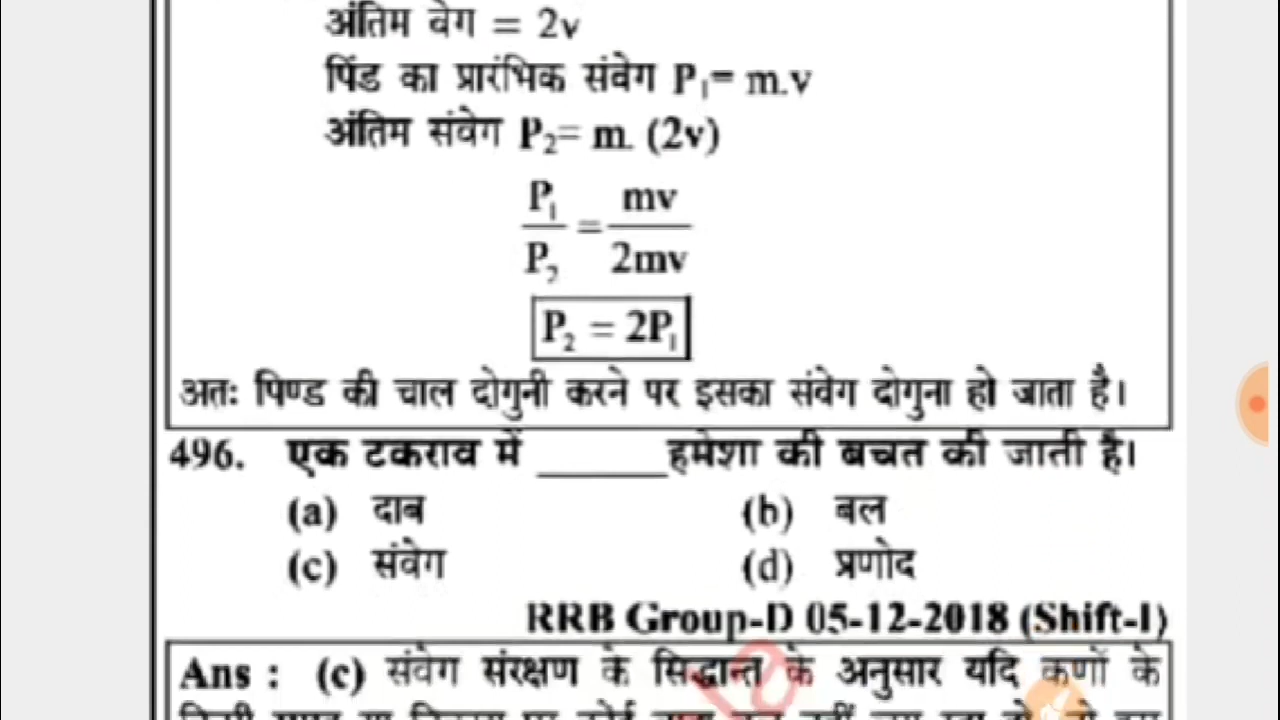 अंतिम वेग = 2v
पिंड का प्रारंभिक संवेग P₁= m.v
अंतिम संवेग P₂= m. (2v)
P₁/P₂ = mv/2mv
P₂ = 2P₁
अतः पिण्ड की चाल दोगुनी करने पर इसका संवेग दोगुना हो जाता है।
496. एक टकराव में ______ हमेशा की बचत की जाती है।
(a) दाब (b) बल
(c) संवेग (d) प्रणोद
RRB Group-D 05-12-2018 (Shift-I)
Ans : (c) संवेग संरक्षण के सिद्धान्त के अनुसार यदि कणों के